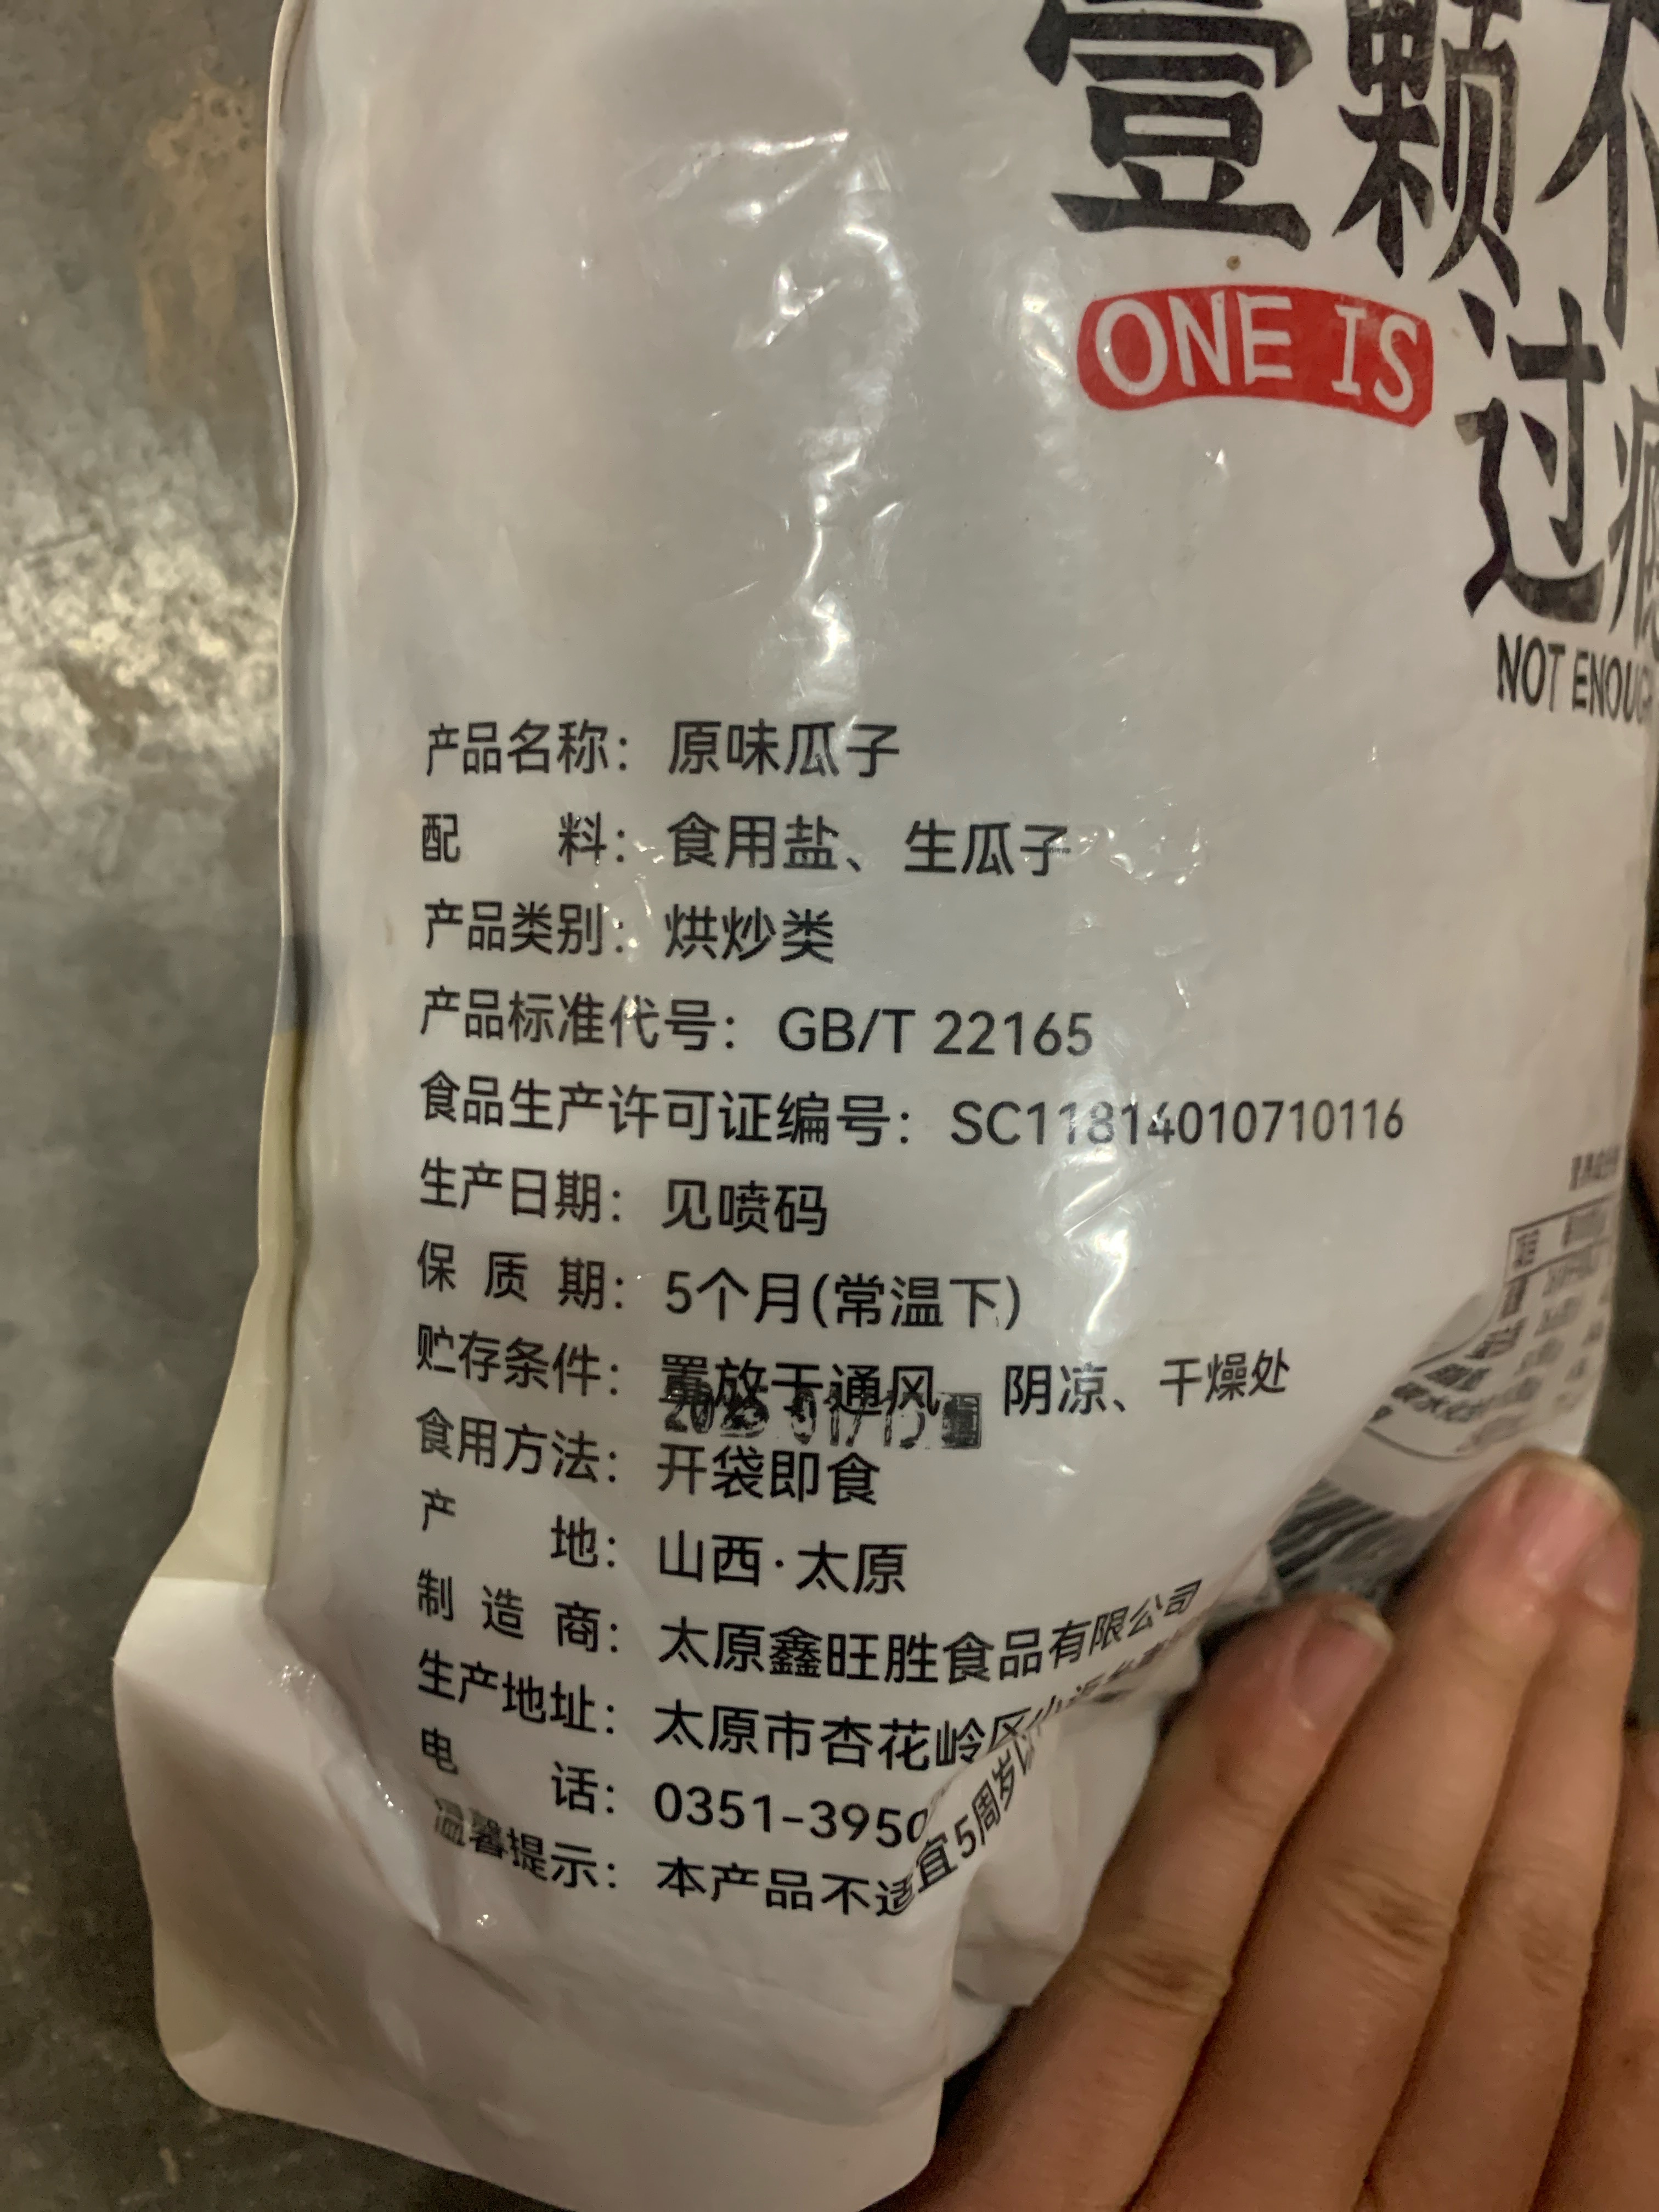 壹颗不
ONE IS
过瘾
NOT ENOUGH
产品名称：原味瓜子
配料：食用盐、生瓜子
产品类别：烘炒类
产品标准代号：GB/T 22165
食品生产许可证编号：SC11814010710116
生产日期：见喷码
保质期：5个月(常温下)
贮存条件：置放于通风、阴凉、干燥处
食用方法：开袋即食
产地：山西·太原
制造商：太原鑫旺胜食品有限公司
生产地址：太原市杏花岭区
电话：0351-3950
温馨提示：本产品不适宜5周岁以